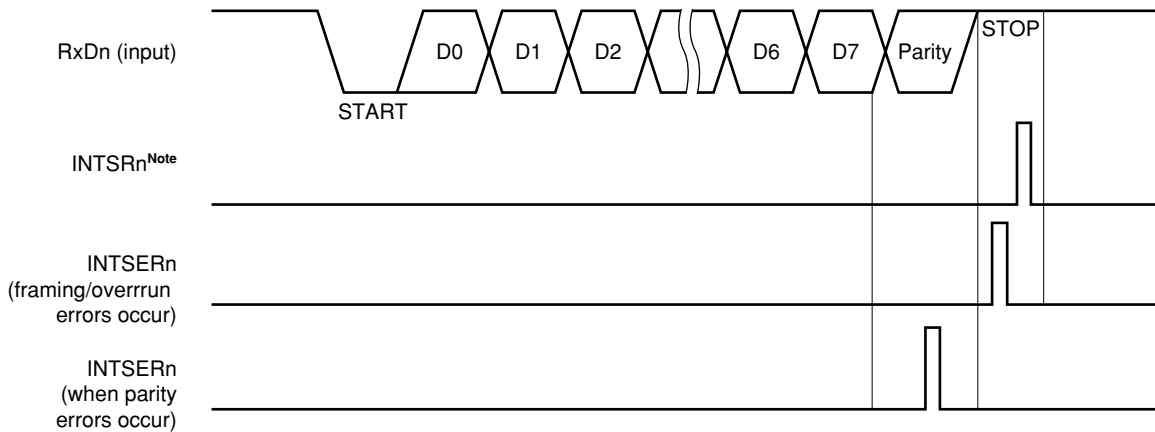 RxDn (input)
START
D0
D1
D2
D6
D7
Parity
STOP
INTSRnNote
INTSERn
(framing/overrrun
errors occur)
INTSERn
(when parity
errors occur)